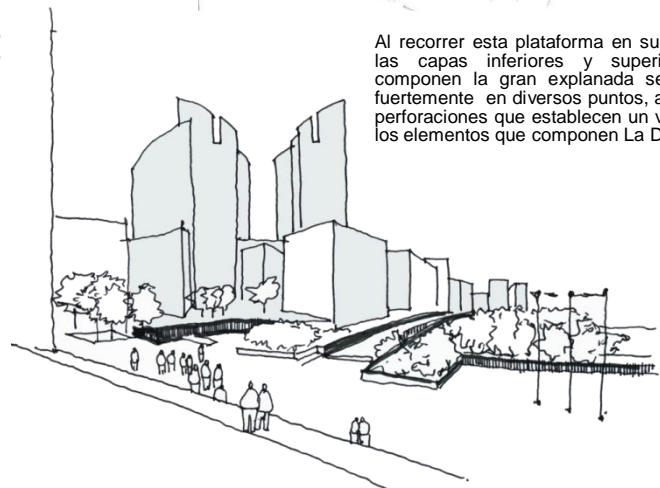 Al recorrer esta plataforma en su
las capas inferiores y superi
componen la gran explanada se
fuertemente en diversos puntos, a
perforaciones que establecen un v
los elementos que componen La D